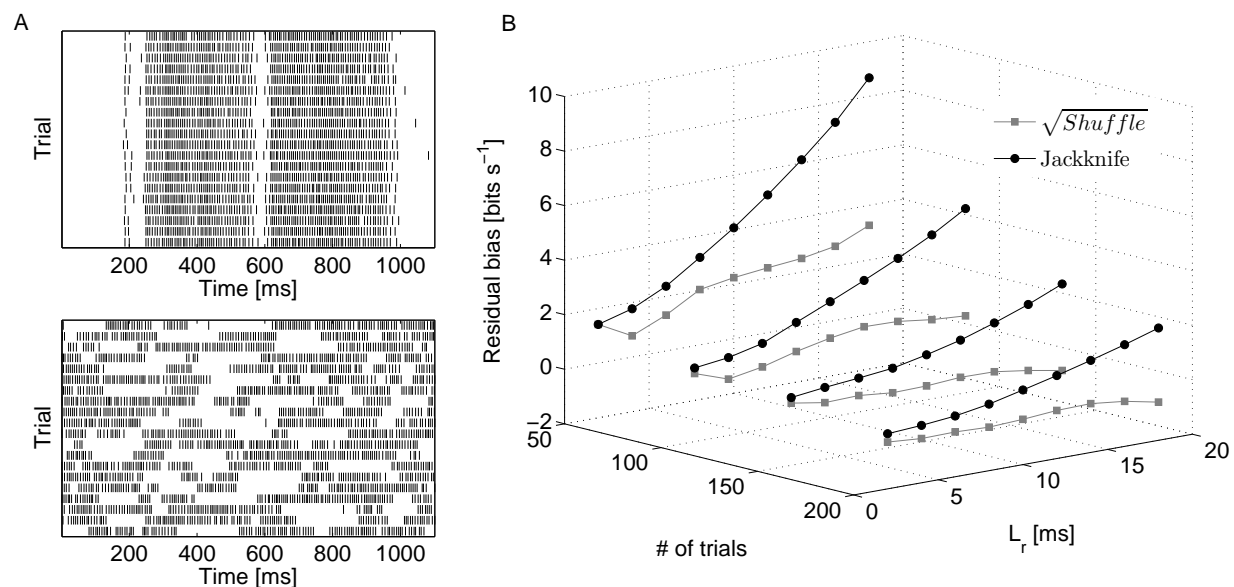 A
Trial
200 400 600 800 1000
Time [ms]
Trial
200 400 600 800 1000
Time [ms]
B
Residual bias [bits s⁻¹]
10
8
6
4
2
0
−2
50
100
150
200
# of trials
0
5
10
15
20
L_r [ms]
√Shuffle
Jackknife